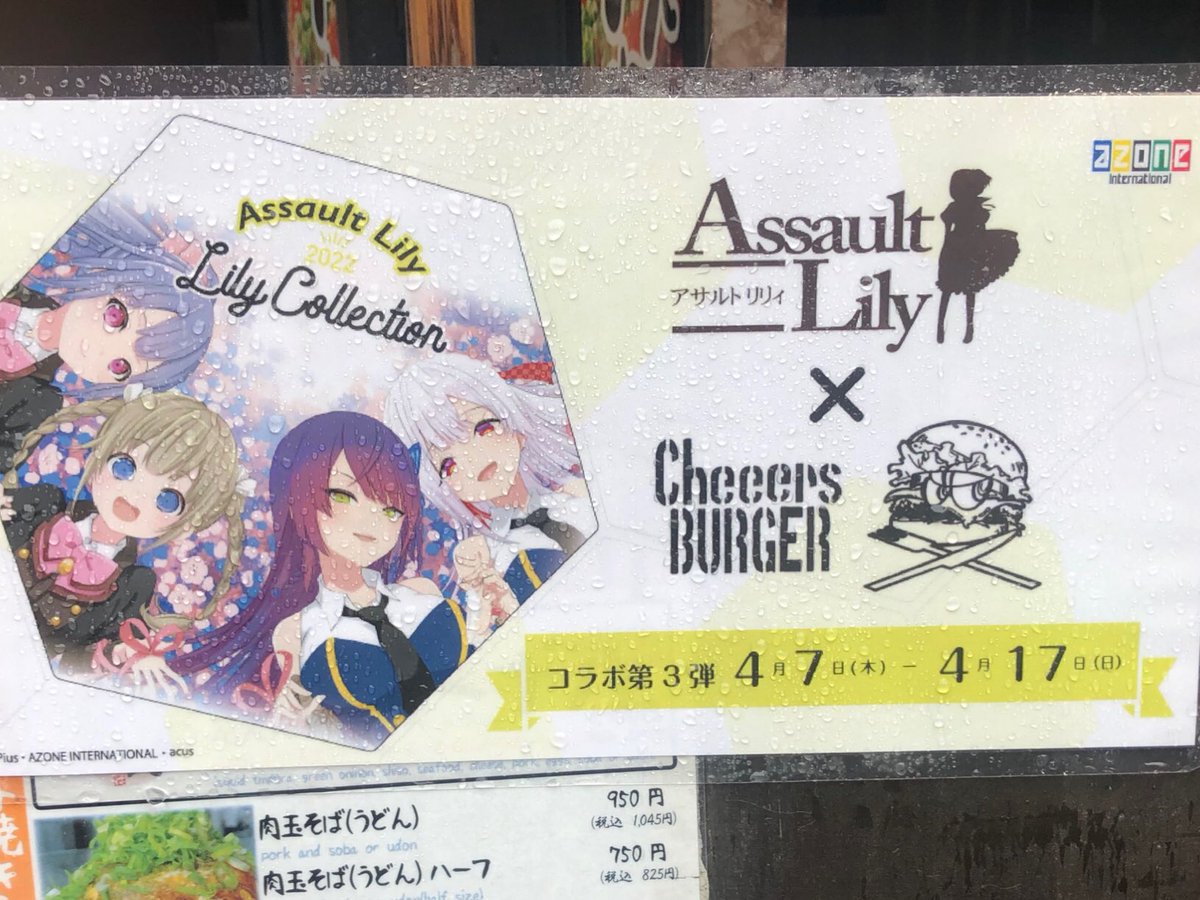 Assault Lily
2022
Lily Collection
azone
International
Assault
Lily
アサルトリリィ
×
Cheeers
BURGER
コラボ第3弾 4月7日(木) ー 4月17日(日)
AZONE INTERNATIONAL・acus
肉玉そば(うどん)
950円
(税込 1,045円)
pork and soba or udon
肉玉そば(うどん)ハーフ
750円
(税込 825円)